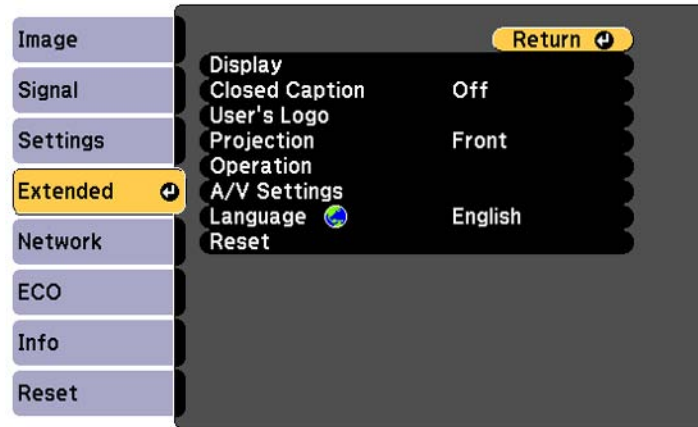 Image
Signal
Settings
Extended
Network
ECO
Info
Reset
Return
Display
Closed Caption Off
User's Logo
Projection Front
Operation
A/V Settings
Language English
Reset